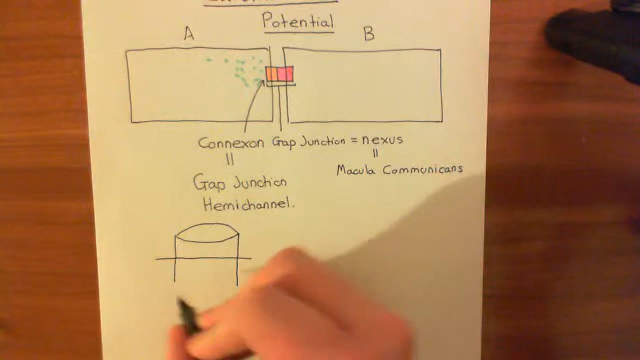 Potential
A
B
Connexon Gap Junction = nexus
=
=
Macula Communicans
Gap Junction
Hemichannel.